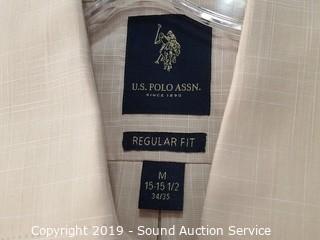 U.S. POLO ASSN.
SINCE 1890
REGULAR FIT
M
15-15 1/2
34/35
Copyright 2019 - Sound Auction Service